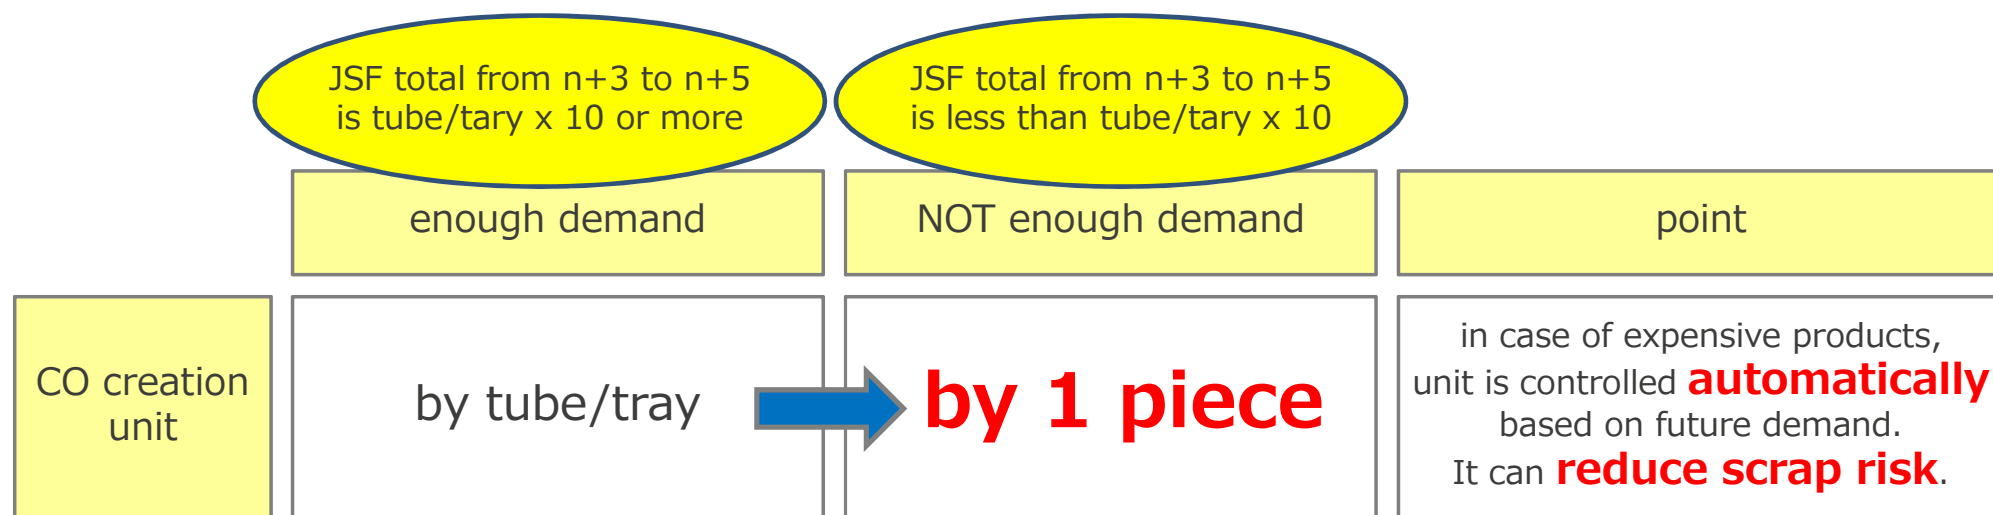 JSF total from n+3 to n+5
is tube/tary x 10 or more
JSF total from n+3 to n+5
is less than tube/tary x 10
enough demand
NOT enough demand
point
CO creation
unit
by tube/tray
by 1 piece
in case of expensive products,
unit is controlled automatically
based on future demand.
It can reduce scrap risk.